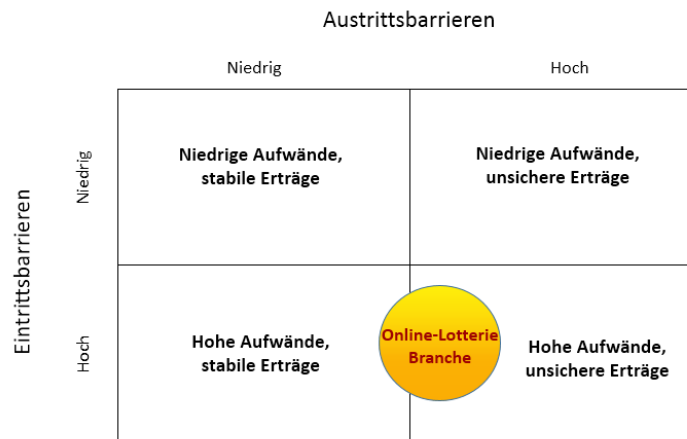 Austrittsbarrieren
Niedrig
Hoch
Eintrittsbarrieren
Niedrig
Niedrige Aufwände,
stabile Erträge
Niedrige Aufwände,
unsichere Erträge
Hoch
Hohe Aufwände,
stabile Erträge
Online-Lotterie
Branche
Hohe Aufwände,
unsichere Erträge